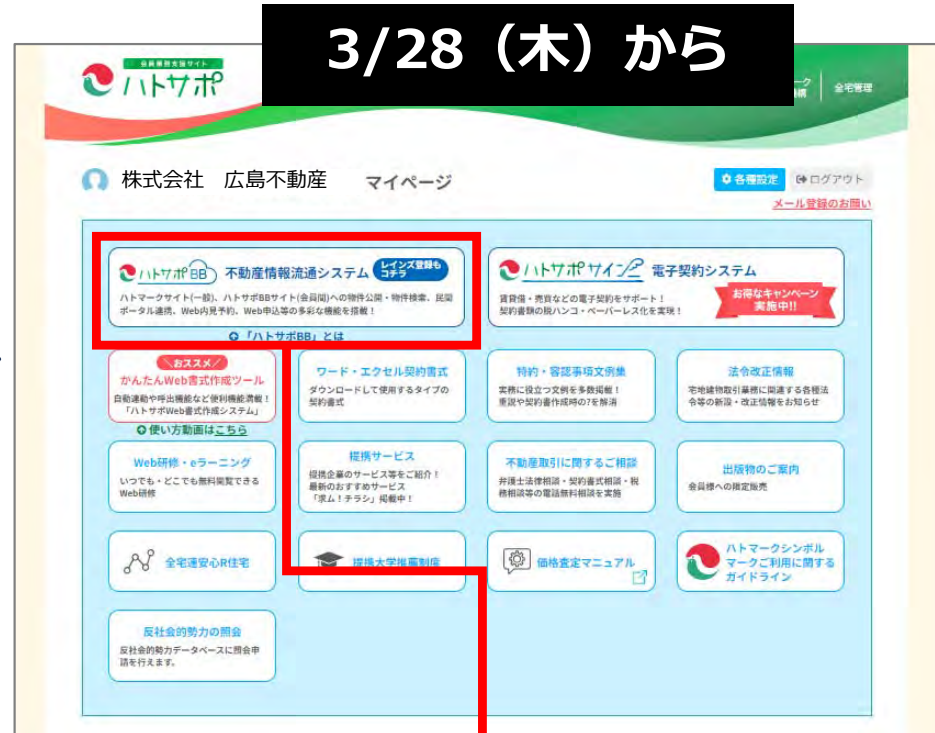 3/28（木）から
会員業務支援サイト
ハトサポ
全宅管理
株式会社　広島不動産　マイページ
各種設定　ログアウト
メール登録のお願い
ハトサポBB 不動産情報流通システム レインズ登録も
コチラ
ハトマークサイト(一般)、ハトサポBBサイト(会員間)への物件公開・物件検索、民間
ポータル連携、Web内見予約、Web申込等の多彩な機能を搭載！
「ハトサポBB」とは
ハトサポサイン 電子契約システム
賃貸借・売買などの電子契約をサポート！
契約書類の脱ハンコ・ペーパーレス化を実現！
お得なキャンペーン
実施中!!
＼おススメ／
かんたんWeb書式作成ツール
自動連動や呼出機能など便利機能満載！
「ハトサポWeb書式作成システム」
使い方動画はこちら
ワード・エクセル契約書式
ダウンロードして使用するタイプの
契約書式
特約・容認事項文例集
実務に役立つ文例を多数掲載！
重説や契約書作成時の?を解消
法令改正情報
宅地建物取引業務に関連する各種法
令等の新設・改正情報をお知らせ
Web研修・eラーニング
いつでも・どこでも無料閲覧できる
Web研修
提携サービス
提携企業のサービス等をご紹介！
最新のおすすめサービス
「求ム！チラシ」掲載中！
不動産取引に関するご相談
弁護士法律相談・契約書式相談・税
務相談等の電話無料相談を実施
出版物のご案内
会員様への限定販売
全宅連安心R住宅
提携大学推薦制度
価格査定マニュアル
ハトマークシンボル
マークご利用に関する
ガイドライン
反社会的勢力の照会
反社会的勢力データベースに照会申
請を行えます。